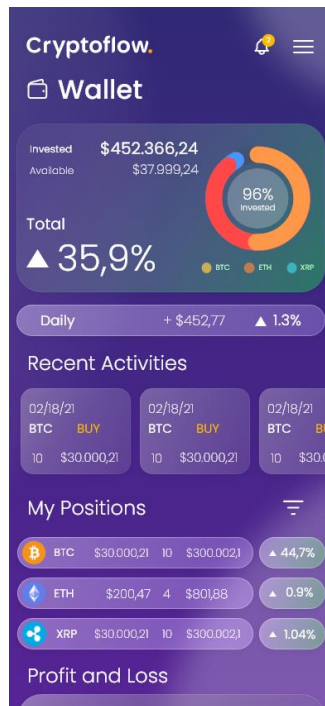 Cryptoflow.
2
Wallet
Invested $452.366,24
Available $37.999,24
96%
Invested
Total
▲ 35,9%
BTC ETH XRP
Daily + $452,77 ▲ 1.3%
Recent Activities
02/18/21 02/18/21 02/18/21
BTC BUY BTC BUY BTC B
10 $30.000,21 10 $30.000,21 10 $30.0
My Positions
BTC $30.000,21 10 $300.002,1 ▲ 44,7%
ETH $200,47 4 $801,88 ▲ 0.9%
XRP $30.000,21 10 $300.002,1 ▲ 1.04%
Profit and Loss